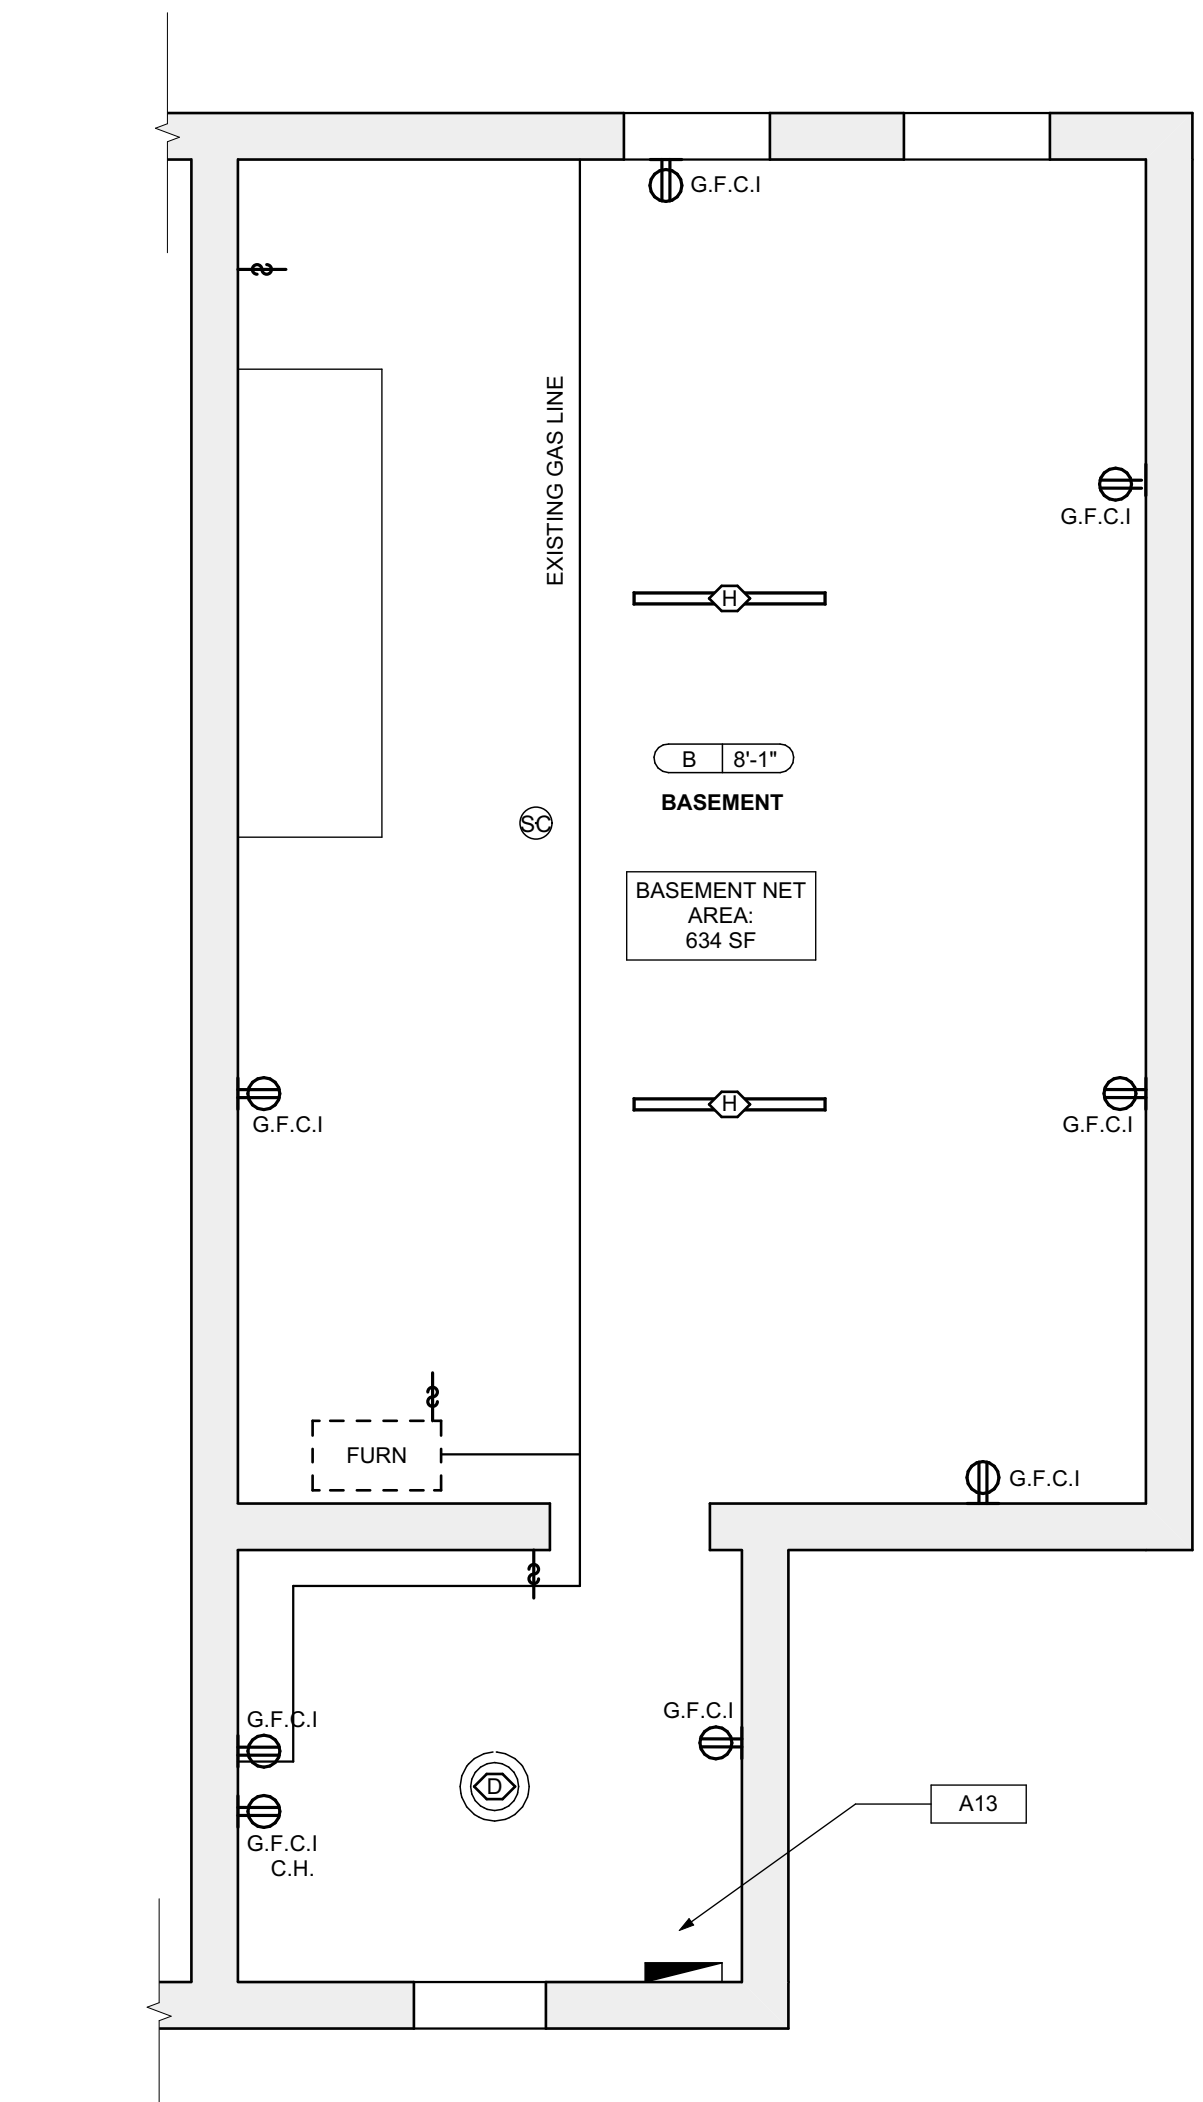 G.F.C.I
EXISTING GAS LINE
G.F.C.I
H
B 8'-1"
BASEMENT
SC
BASEMENT NET
AREA:
634 SF
G.F.C.I
H
G.F.C.I
FURN
G.F.C.I
G.F.C.I
G.F.C.I
D
A13
G.F.C.I
C.H.